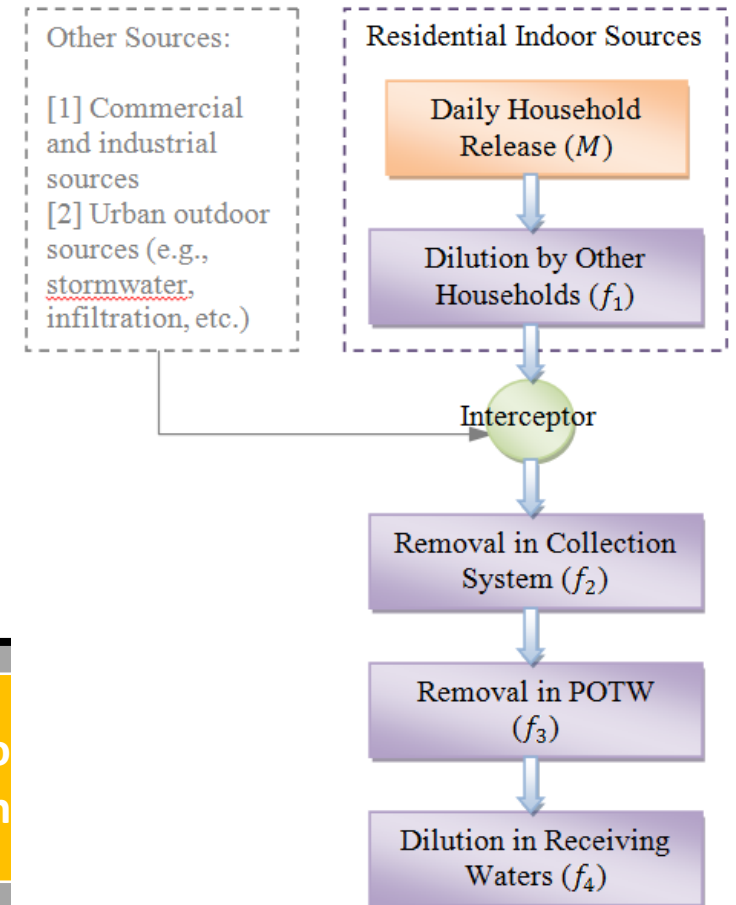 Other Sources:
[1] Commercial
and industrial
sources
[2] Urban outdoor
sources (e.g.,
stormwater,
infiltration, etc.)
Residential Indoor Sources
Daily Household
Release (M)
Dilution by Other
Households (f₁)
Interceptor
Removal in Collection
System (f₂)
Removal in POTW
(f₃)
Dilution in Receiving
Waters (f₄)